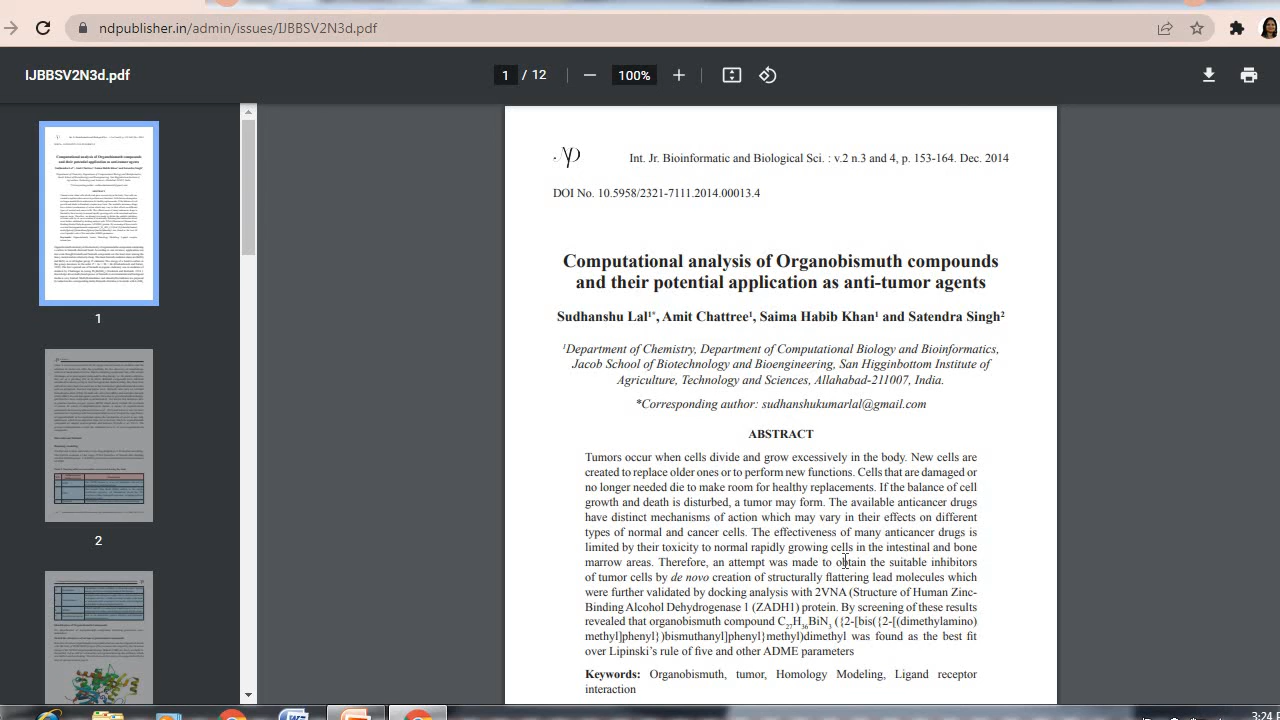 ndpublisher.in/admin/issues/IJBBSV2N3d.pdf
IJBBSV2N3d.pdf
1 / 12
100%
1
2
Int. Jr. Bioinformatic and Biological Sci. : v.2 n.3 and 4, p. 153-164. Dec. 2014
DOI No. 10.5958/2321-7111.2014.00013.4
Computational analysis of Organobismuth compounds
and their potential application as anti-tumor agents
Sudhanshu Lal¹*, Amit Chattree¹, Saima Habib Khan¹ and Satendra Singh²
¹Department of Chemistry, Department of Computational Biology and Bioinformatics,
Jacob School of Biotechnology and Bioengineering, San Higginbottom Institute of
Agriculture, Technology and Sciences, Allahabad-211007, India.
*Corresponding author: sudhanshukumarlal@gmail.com
ABSTRACT
Tumors occur when cells divide and grow excessively in the body. New cells are
created to replace older ones or to perform new functions. Cells that are damaged or
no longer needed die to make room for healthy replacements. If the balance of cell
growth and death is disturbed, a tumor may form. The available anticancer drugs
have distinct mechanisms of action which may vary in their effects on different
types of normal and cancer cells. The effectiveness of many anticancer drugs is
limited by their toxicity to normal rapidly growing cells in the intestinal and bone
marrow areas. Therefore, an attempt was made to obtain the suitable inhibitors
of tumor cells by de novo creation of structurally flattering lead molecules which
were further validated by docking analysis with 2VNA (Structure of Human Zinc-
Binding Alcohol Dehydrogenase 1 (ZADH1) protein. By screening of these results
revealed that organobismuth compound C₂₇H₃₆BiN₃ ({2-[bis({2-[(dimethylamino)
methyl]phenyl})bismuthanyl]phenyl}methyl)dimethyl was found as the best fit
over Lipinski's rule of five and other ADME parameters
Keywords: Organobismuth, tumor, Homology Modeling, Ligand receptor
interaction
3:24